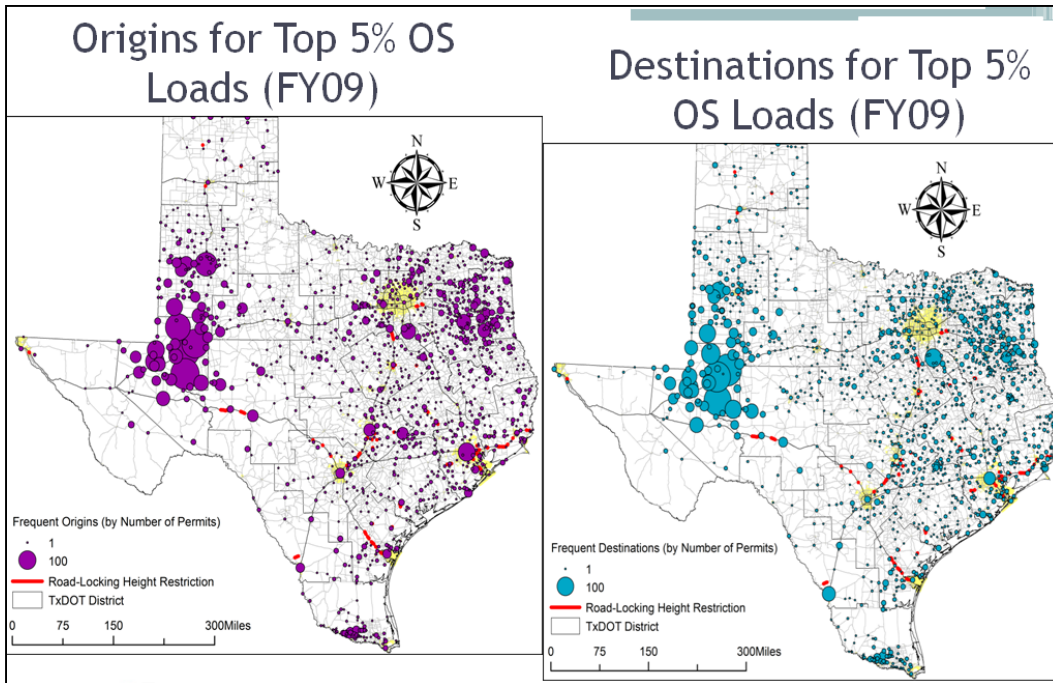 Origins for Top 5% OS
Loads (FY09)
N
W
E
S
Frequent Origins (by Number of Permits)
1
100
Road-Locking Height Restriction
TxDOT District
0
75
150
300Miles
Destinations for Top 5%
OS Loads (FY09)
N
W
E
S
Frequent Destinations (by Number of Permits)
1
100
Road-Locking Height Restriction
TxDOT District
0
75
150
300Miles